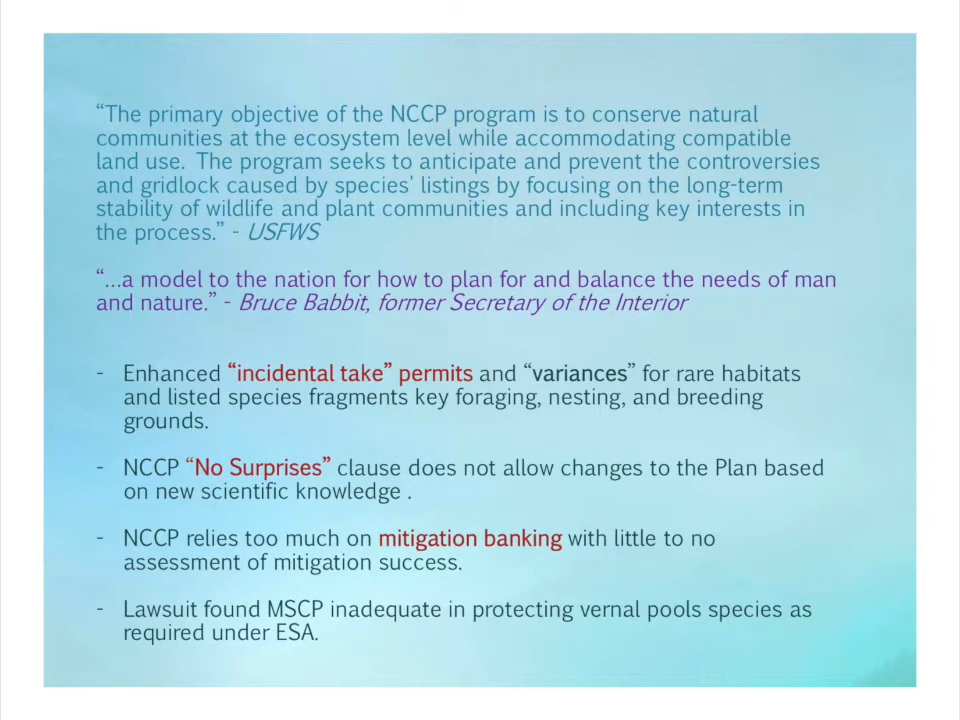 “The primary objective of the NCCP program is to conserve natural
communities at the ecosystem level while accommodating compatible
land use. The program seeks to anticipate and prevent the controversies
and gridlock caused by species' listings by focusing on the long-term
stability of wildlife and plant communities and including key interests in
the process.” - USFWS
“...a model to the nation for how to plan for and balance the needs of man
and nature.” - Bruce Babbit, former Secretary of the Interior
- Enhanced “incidental take” permits and “variances” for rare habitats
and listed species fragments key foraging, nesting, and breeding
grounds.
- NCCP “No Surprises” clause does not allow changes to the Plan based
on new scientific knowledge .
- NCCP relies too much on mitigation banking with little to no
assessment of mitigation success.
- Lawsuit found MSCP inadequate in protecting vernal pools species as
required under ESA.